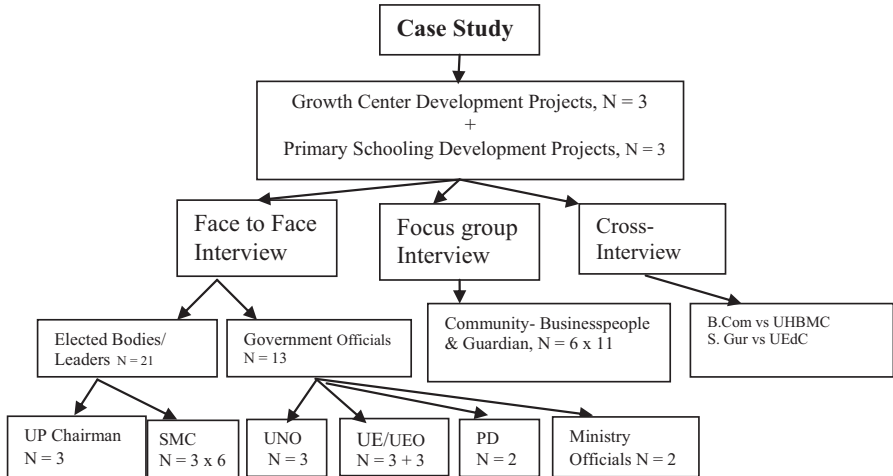 Case Study
Growth Center Development Projects, N = 3
+
Primary Schooling Development Projects, N = 3
Face to Face
Interview
Focus group
Interview
Cross-
Interview
Elected Bodies/
Leaders N = 21
Government Officials
N = 13
Community- Businesspeople
& Guardian, N = 6 x 11
B.Com vs UHBMC
S. Gur vs UEdC
UP Chairman
N = 3
SMC
N = 3 x 6
UNO
N = 3
UE/UEO
N = 3 + 3
PD
N = 2
Ministry
Officials N = 2